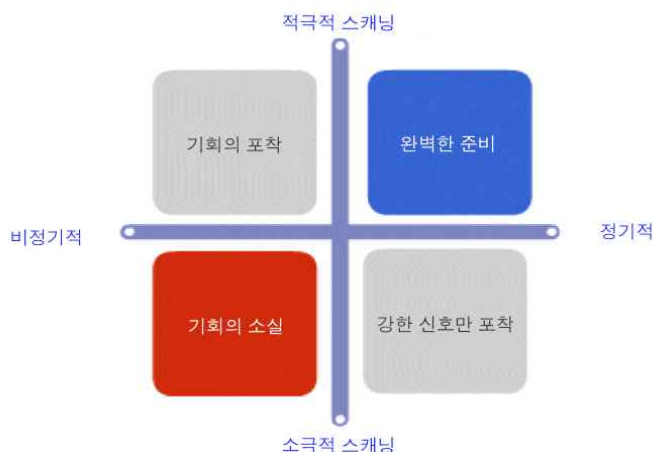 적극적 스캐닝
기회의 포착
완벽한 준비
비정기적
정기적
기회의 소실
강한 신호만 포착
소극적 스캐닝